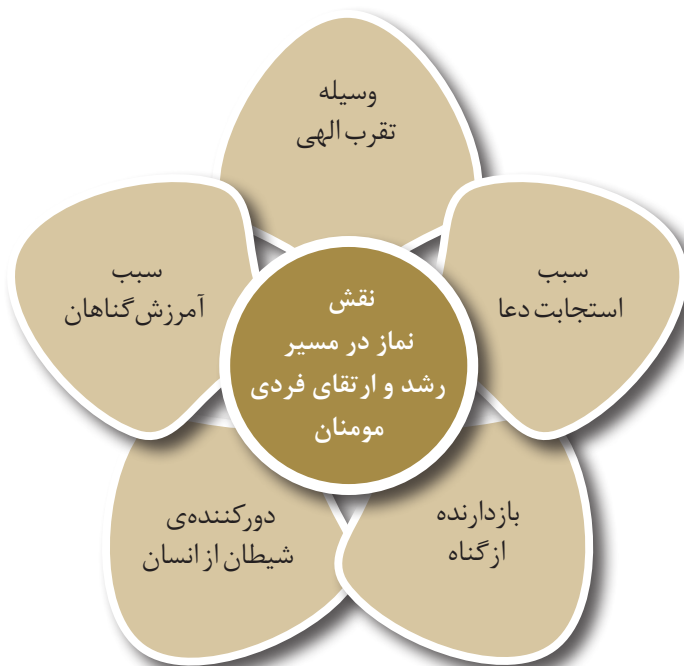 وسیله
تقرب الهی
سبب
استجابت دعا
بازدارنده
از گناه
دورکننده‌ی
شیطان از انسان
سبب
آمرزش گناهان
نقش
نماز در مسیر
رشد و ارتقای فردی
مومنان